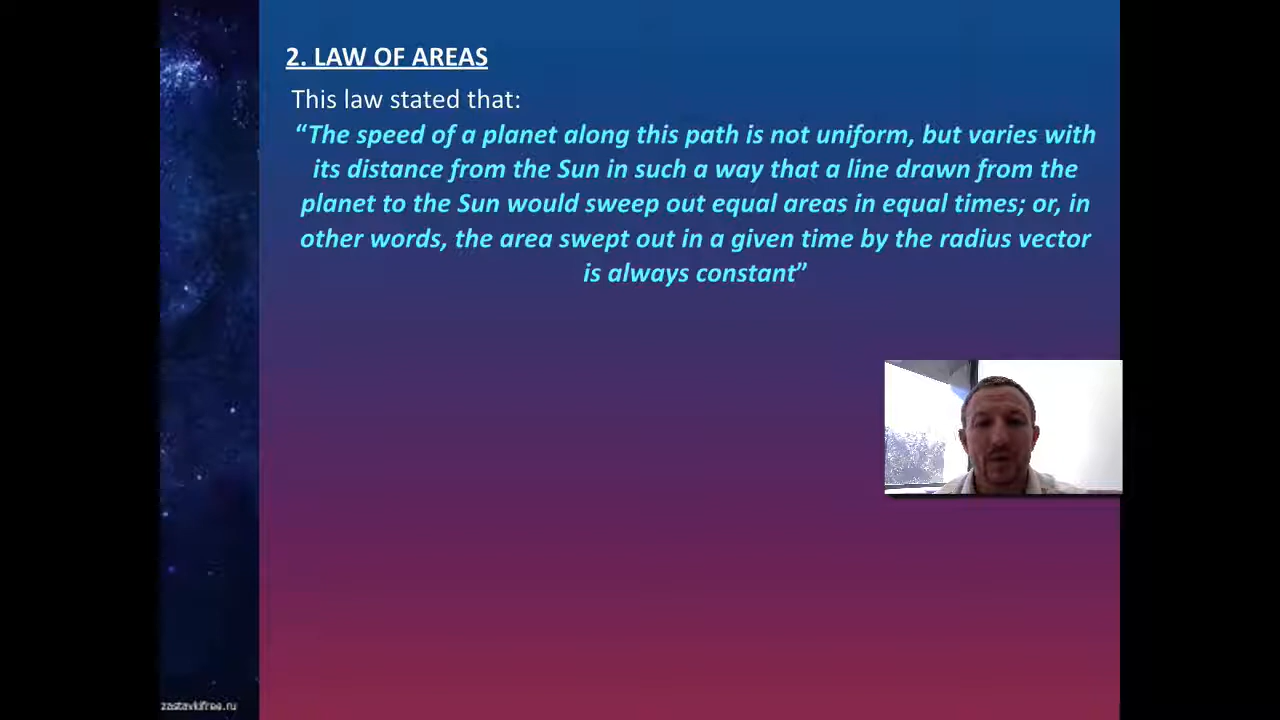 2. LAW OF AREAS
This law stated that:
“The speed of a planet along this path is not uniform, but varies with
its distance from the Sun in such a way that a line drawn from the
planet to the Sun would sweep out equal areas in equal times; or, in
other words, the area swept out in a given time by the radius vector
is always constant”
zastavkifree.ru